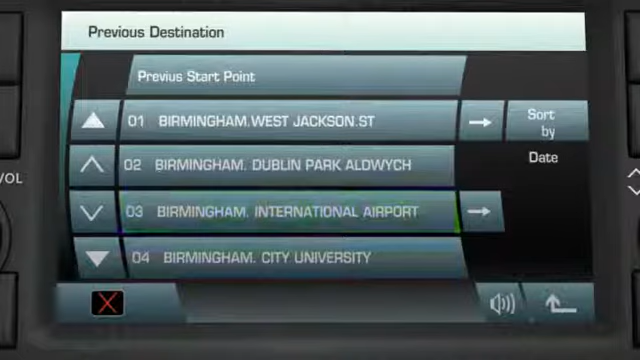 Previous Destination
Previus Start Point
01 BIRMINGHAM.WEST JACKSON.ST
Sort by
02 BIRMINGHAM. DUBLIN PARK ALDWYCH
Date
VOL
03 BIRMINGHAM. INTERNATIONAL AIRPORT
04 BIRMINGHAM. CITY UNIVERSITY